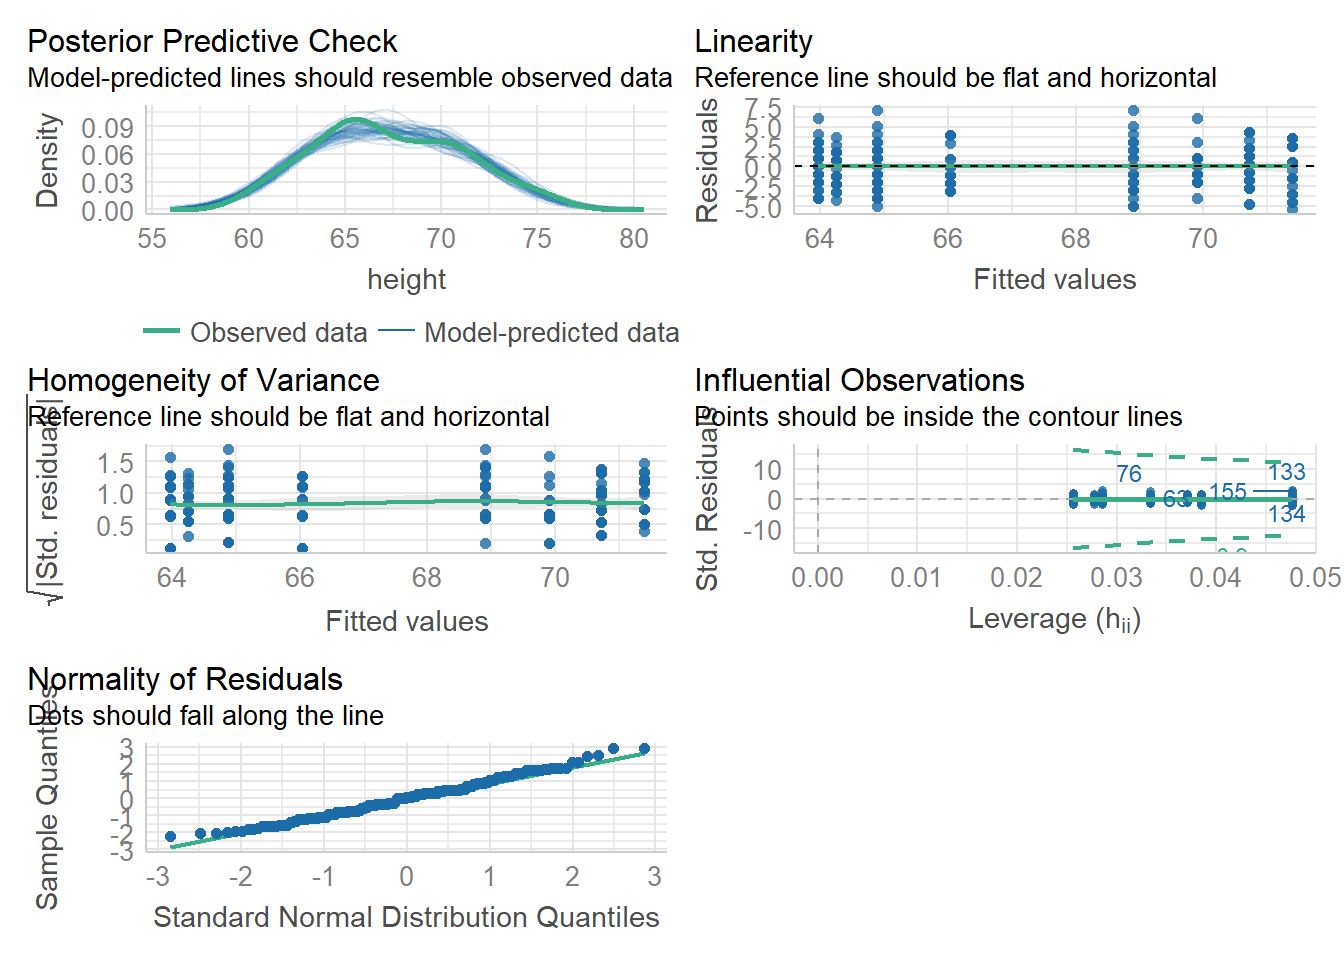 Posterior Predictive Check
Model-predicted lines should resemble observed data
Density
0.09
0.06
0.03
0.00
55 60 65 70 75 80
height
Observed data Model-predicted data
Linearity
Reference line should be flat and horizontal
Residuals
7.5
5.0
2.5
0.0
-2.5
-5.0
64 66 68 70
Fitted values
Homogeneity of Variance
Reference line should be flat and horizontal
√|Std. residuals|
1.5
1.0
0.5
64 66 68 70
Fitted values
Influential Observations
Points should be inside the contour lines
Std. Residuals
10
0
-10
76
63
155
133
134
0.00 0.01 0.02 0.03 0.04 0.05
Leverage (hii)
Normality of Residuals
Dots should fall along the line
Sample Quantiles
3
2
1
0
-1
-2
-3
-3 -2 -1 0 1 2 3
Standard Normal Distribution Quantiles